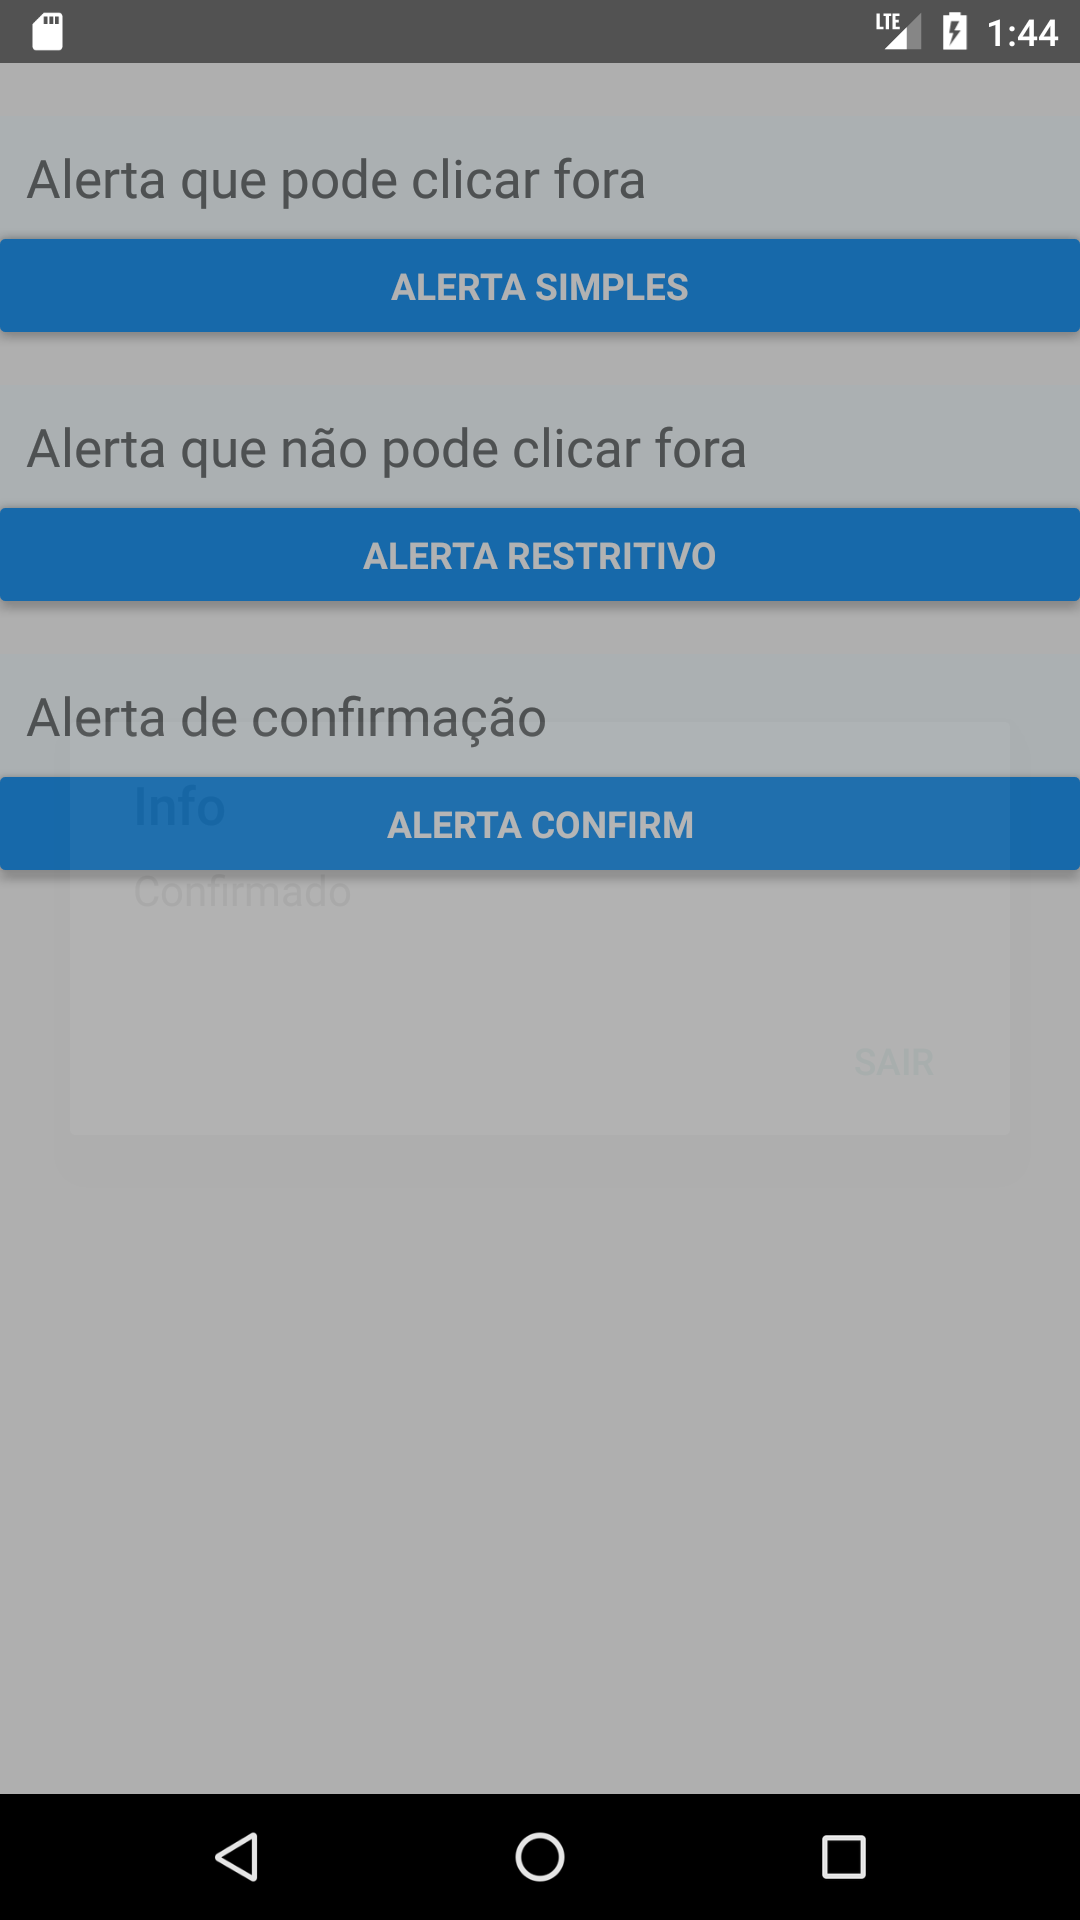 LTE 1:44
Alerta que pode clicar fora
ALERTA SIMPLES
Alerta que não pode clicar fora
ALERTA RESTRITIVO
Alerta de confirmação
Info
ALERTA CONFIRM
Confirmado
SAIR